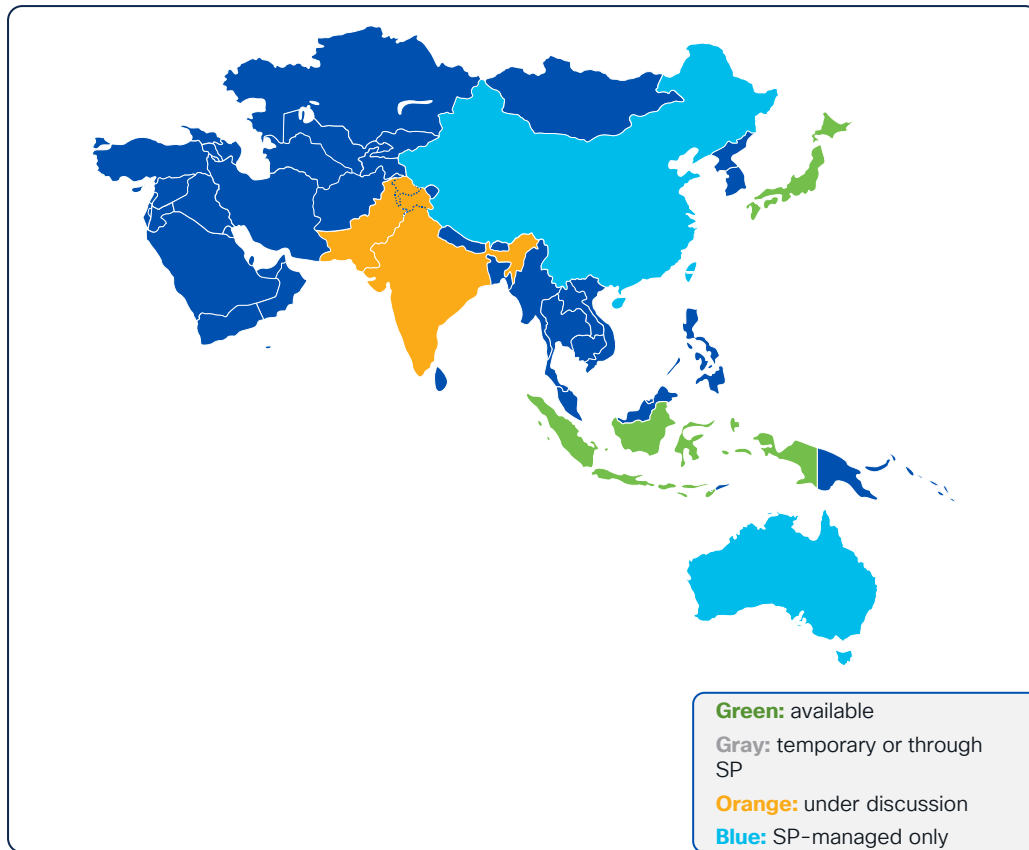 Green: available
Gray: temporary or through
SP
Orange: under discussion
Blue: SP-managed only